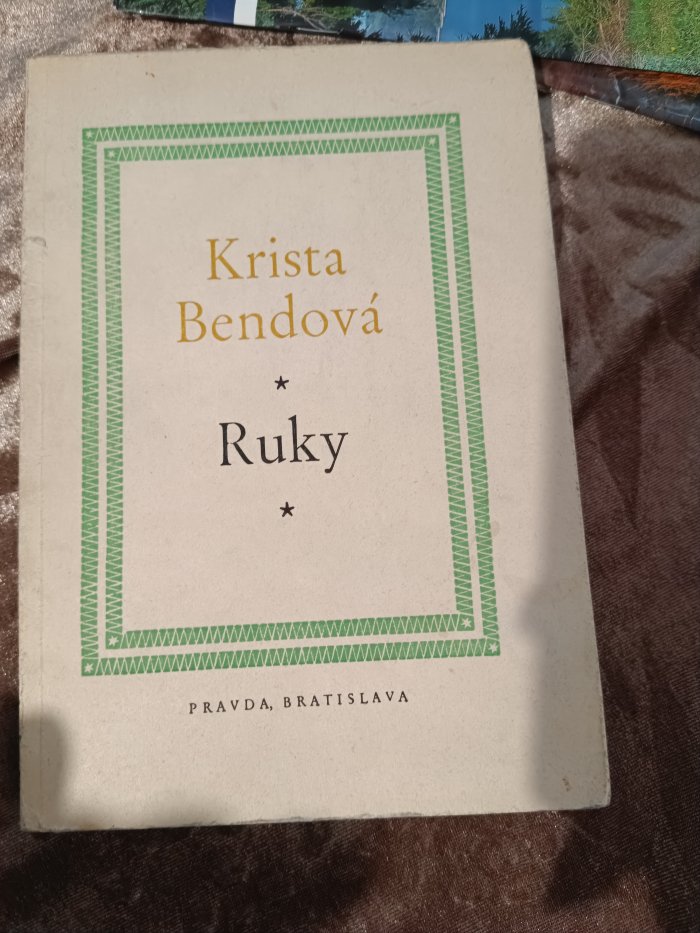 Krista
Bendová
*
Ruky
*
PRAVDA, BRATISLAVA